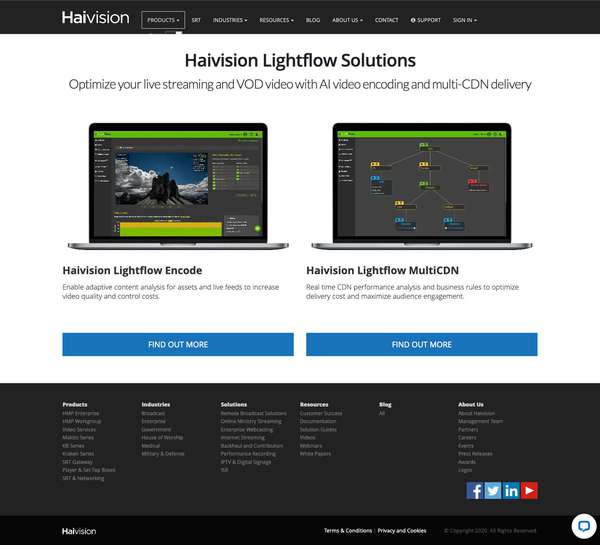 Haivision
PRODUCTS SRT INDUSTRIES RESOURCES BLOG ABOUT US CONTACT SUPPORT SIGN IN
Haivision Lightflow Solutions
Optimize your live streaming and VOD video with AI video encoding and multi-CDN delivery
Haivision Lightflow Encode
Enable adaptive content analysis for assets and live feeds to increase
video quality and control costs.
FIND OUT MORE
Haivision Lightflow MultiCDN
Real time CDN performance analysis and business rules to optimize
delivery cost and maximize audience engagement.
FIND OUT MORE
Products
HMP Enterprise
HMP Workgroup
Video Services
Makito Series
KB Series
Kraken Series
SRT Gateway
Player & Set-Top Boxes
SRT & Networking
Industries
Broadcast
Enterprise
Government
House of Worship
Medical
Military & Defense
Solutions
Remote Broadcast Solutions
Online Ministry Streaming
Enterprise Webcasting
Internet Streaming
Backhaul and Contribution
Performance Recording
IPTV & Digital Signage
ISR
Resources
Customer Success
Documentation
Solution Guides
Videos
Webinars
White Papers
Blog
All
About Us
About Haivision
Management Team
Partners
Careers
Events
Press Releases
Awards
Logos
Haivision
Terms & Conditions | Privacy and Cookies
© Copyright 2020. All Rights Reserved.